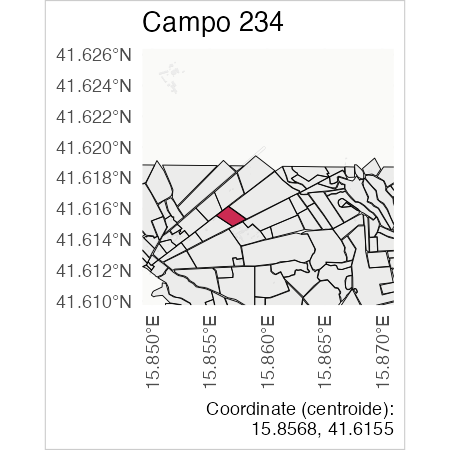 Campo 234
41.626°N
41.624°N
41.622°N
41.620°N
41.618°N
41.616°N
41.614°N
41.612°N
41.610°N
15.850°E
15.855°E
15.860°E
15.865°E
15.870°E
Coordinate (centroide):
15.8568, 41.6155